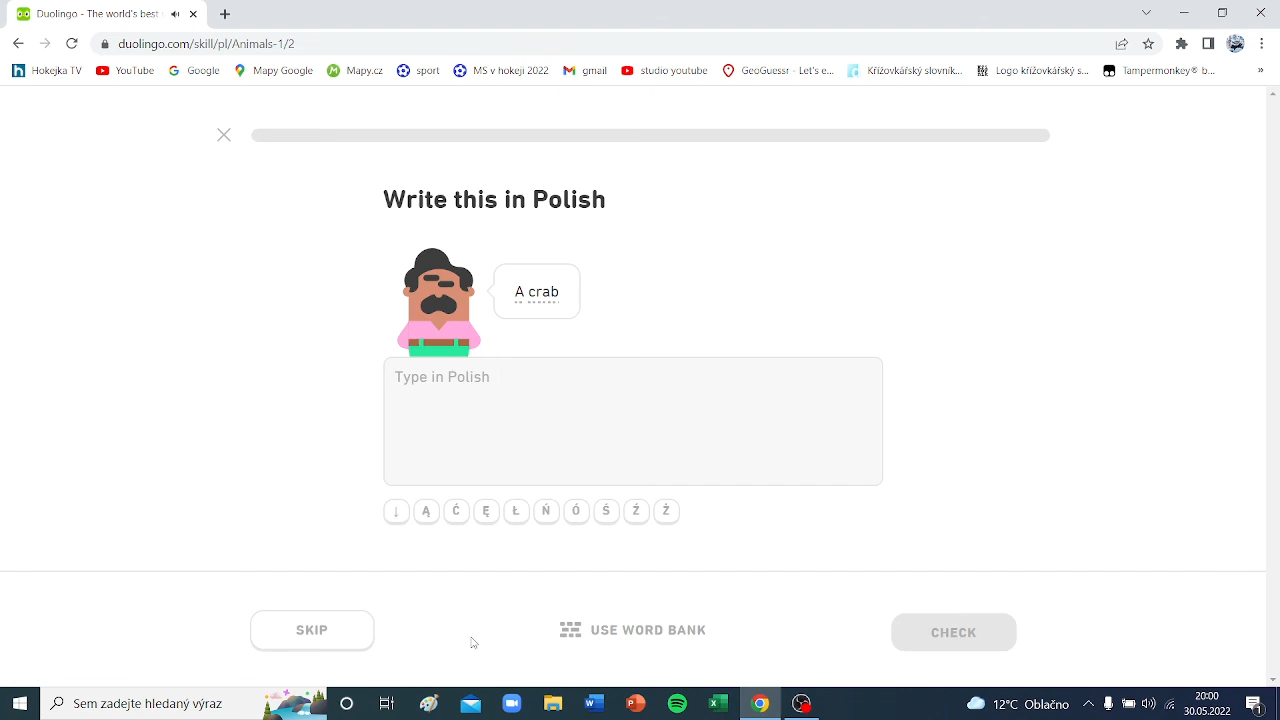 Duolingo - The world's best
duolingo.com/skill/pl/Animals-1/2
Hokejka TV YouTube Google Mapy Google Mapy.cz sport MS v hokeji 2022 gmail studio youtube GeoGuessr - Let's e... Křížovkářský slovník... Logo křížovkářský s... Tampermonkey® b... »
Write this in Polish
A crab
Type in Polish
↓ Ą Ć Ę Ł Ń Ó Ś Ź Ż
SKIP USE WORD BANK CHECK
Sem zadejte hledaný výraz
12°C Oblačno
20:00
30.05.2022